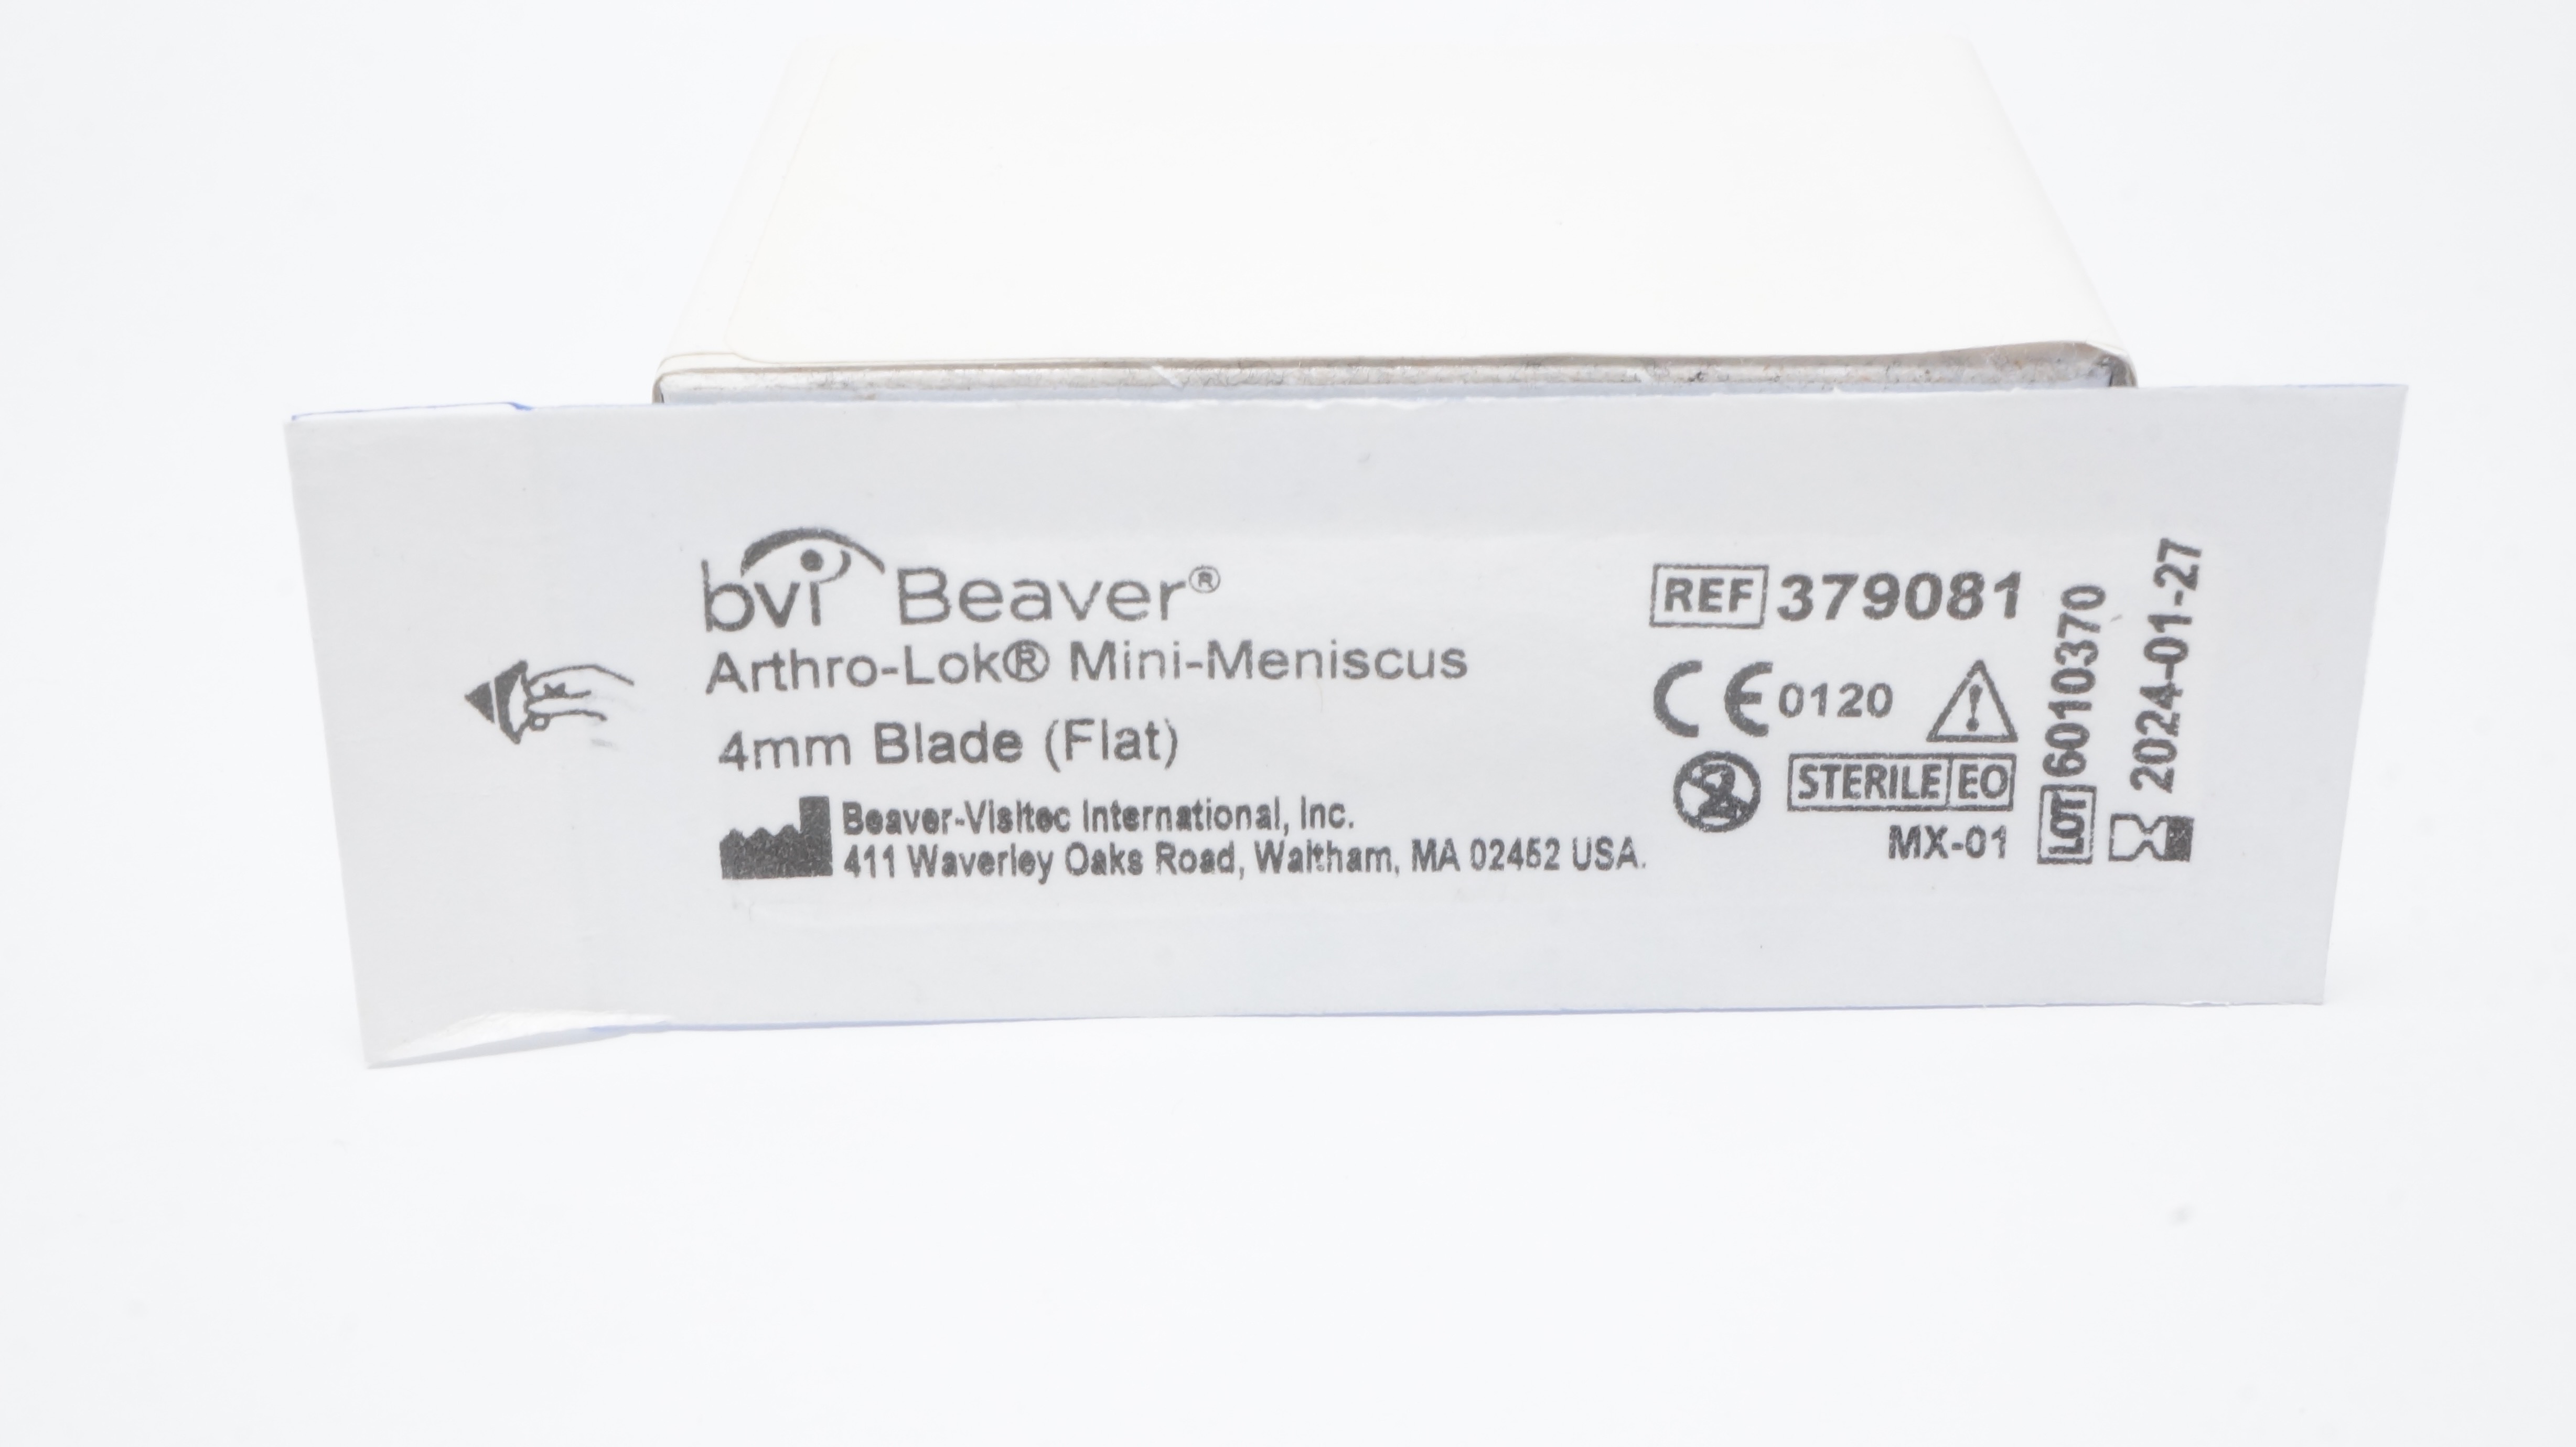 bvi Beaver®
Arthro-Lok® Mini-Meniscus
4mm Blade (Flat)
Beaver-Visitec International, Inc.
411 Waverley Oaks Road, Waltham, MA 02452 USA.
REF 379081
CE 0120
2
STERILE EO
MX-01
LOT 6010370
2024-01-27